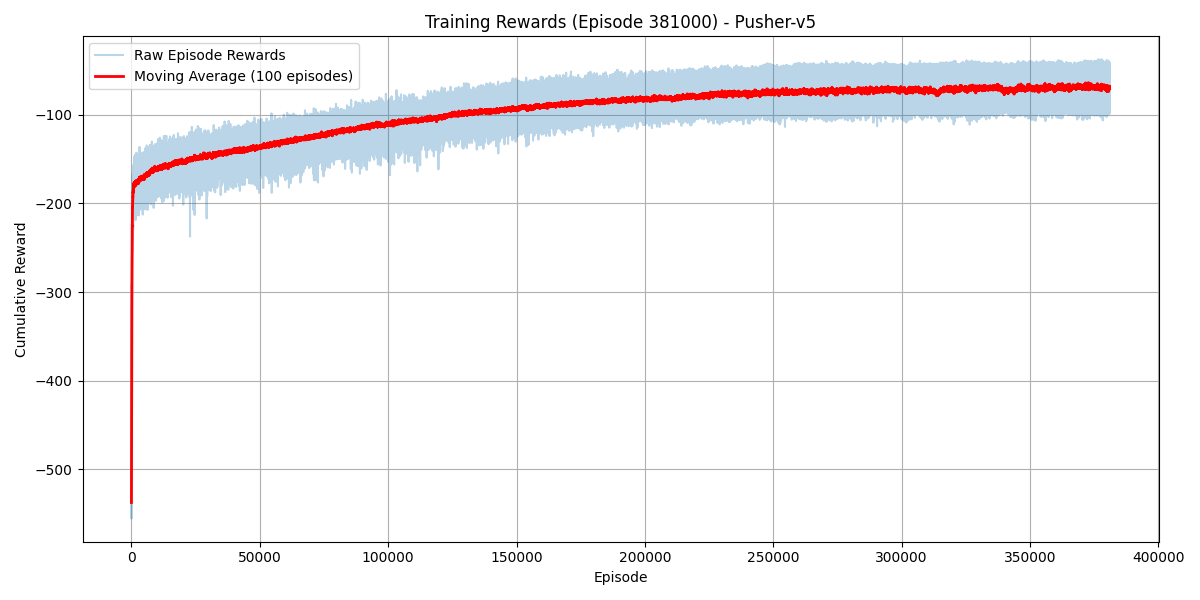 Training Rewards (Episode 381000) - Pusher-v5
Raw Episode Rewards
Moving Average (100 episodes)
Cumulative Reward
−100
−200
−300
−400
−500
0
50000
100000
150000
200000
250000
300000
350000
400000
Episode